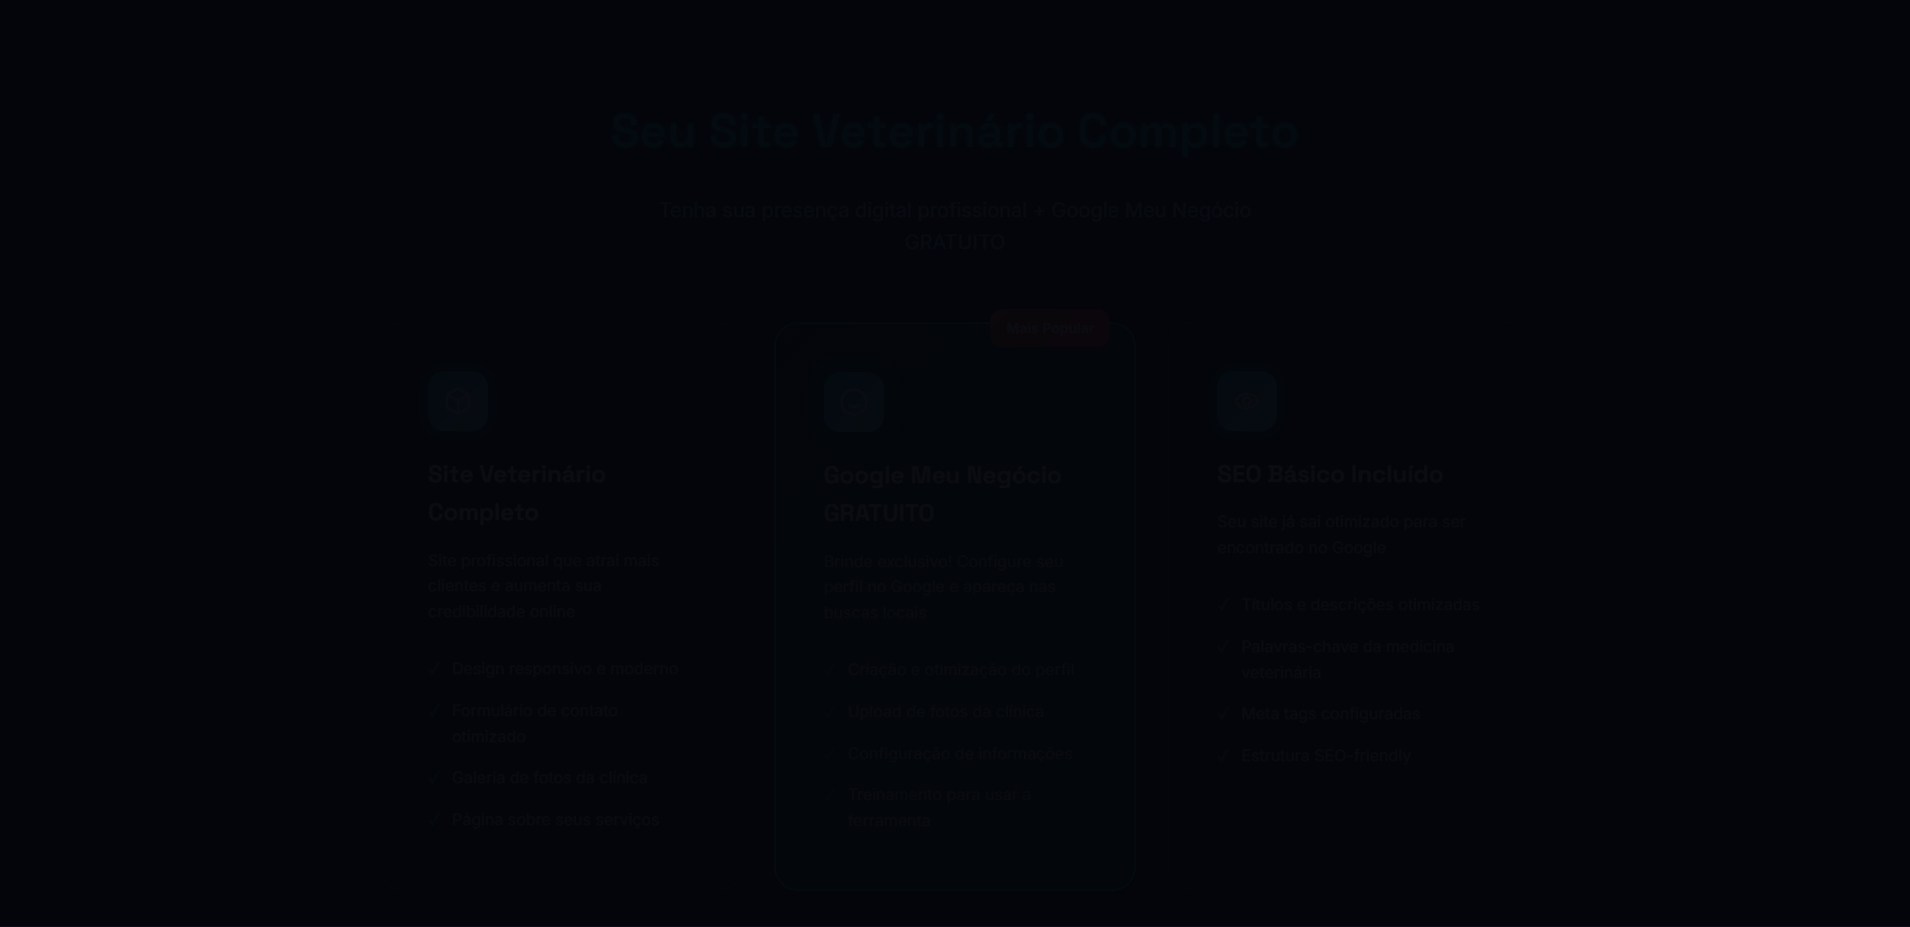 Seu Site Veterinário Completo
Tenha sua presença digital profissional + Google Meu Negócio
GRATUITO
Mais Popular
Site Veterinário
Completo
Site profissional que atrai mais
clientes e aumenta sua
credibilidade online
✓ Design responsivo e moderno
✓ Formulário de contato
otimizado
✓ Galeria de fotos da clínica
✓ Página sobre seus serviços
Google Meu Negócio
GRATUITO
Brinde exclusivo! Configuro seu
perfil no Google e apareça nas
buscas locais
✓ Criação e otimização do perfil
✓ Upload de fotos da clínica
✓ Configuração de informações
✓ Treinamento para usar a
ferramenta
SEO Básico Incluído
Seu site já sai otimizado para ser
encontrado no Google
✓ Títulos e descrições otimizadas
✓ Palavras-chave da medicina
veterinária
✓ Meta tags configuradas
✓ Estrutura SEO-friendly